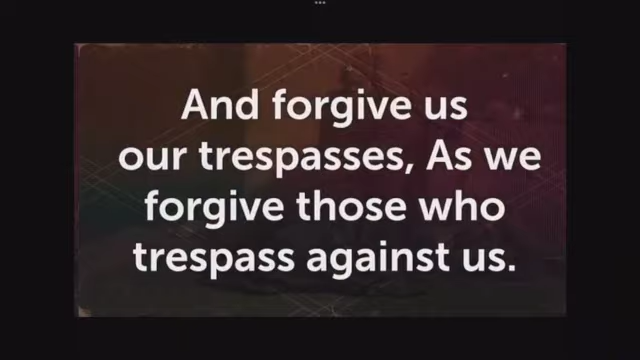 And forgive us
our trespasses, As we
forgive those who
trespass against us.